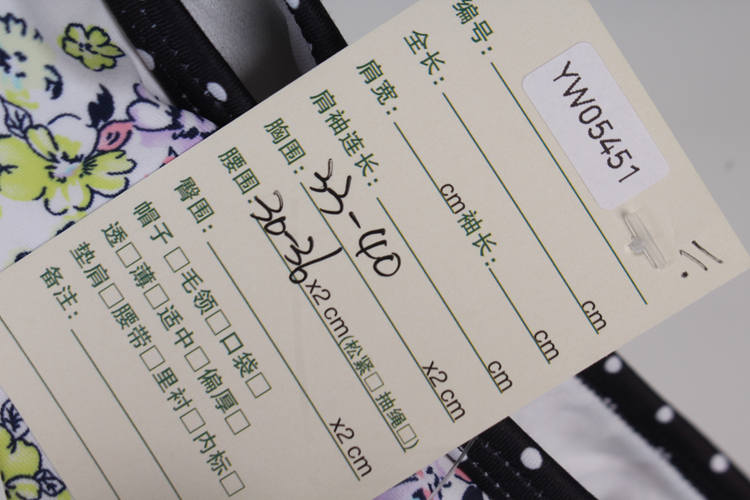 编号：
YW05451
全长： cm
肩宽： cm 袖长： cm
肩袖连长： cm
胸围：33-40 x2 cm
腰围：30-36 x2 cm(松紧□ 抽绳□)
臀围： x2 cm
帽子□毛领□口袋□
透□薄□适中□偏厚□
垫肩□腰带□里衬□内标□
备注：